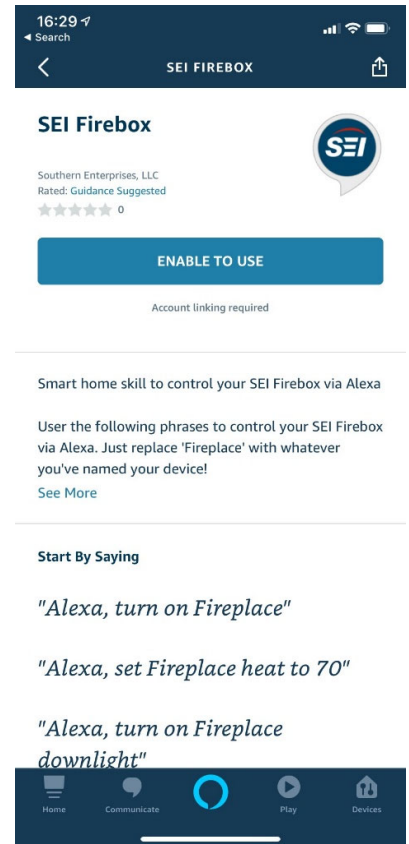 16:29
◄ Search
SEI FIREBOX
SEI Firebox
SEI
Southern Enterprises, LLC
Rated: Guidance Suggested
0
ENABLE TO USE
Account linking required
Smart home skill to control your SEI Firebox via Alexa
User the following phrases to control your SEI Firebox
via Alexa. Just replace 'Fireplace' with whatever
you've named your device!
See More
Start By Saying
"Alexa, turn on Fireplace"
"Alexa, set Fireplace heat to 70"
"Alexa, turn on Fireplace
downlight"
Home Communicate Play Devices